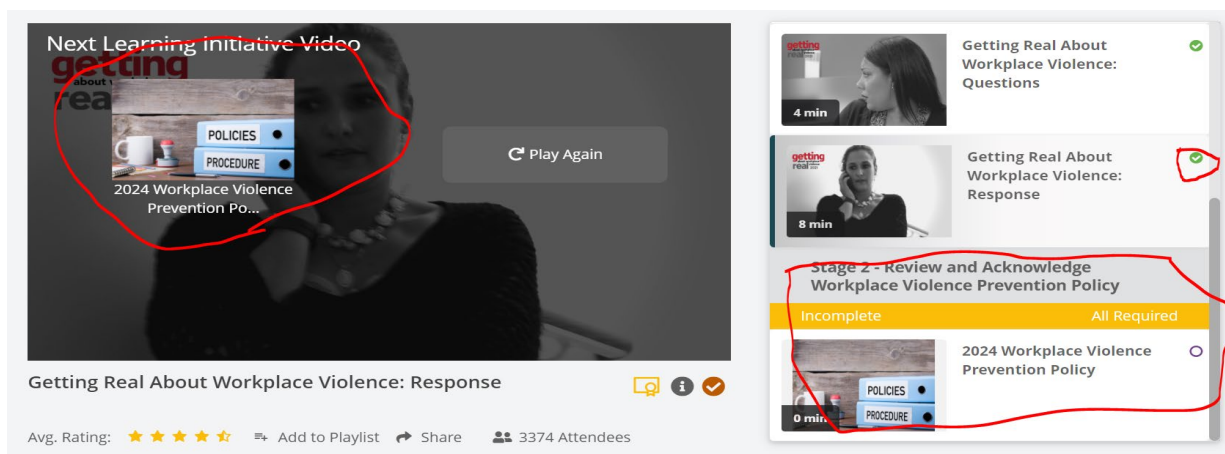 Next Learning Initiative Video
getting
about
real
POLICIES
PROCEDURE
2024 Workplace Violence
Prevention Po...
Play Again
Getting Real About Workplace Violence: Response
Avg. Rating:
Add to Playlist
Share
3374 Attendees
getting
real
4 min
Getting Real About
Workplace Violence:
Questions
getting
real
8 min
Getting Real About
Workplace Violence:
Response
Stage 2 - Review and Acknowledge
Workplace Violence Prevention Policy
Incomplete All Required
POLICIES
PROCEDURE
0 min
2024 Workplace Violence
Prevention Policy